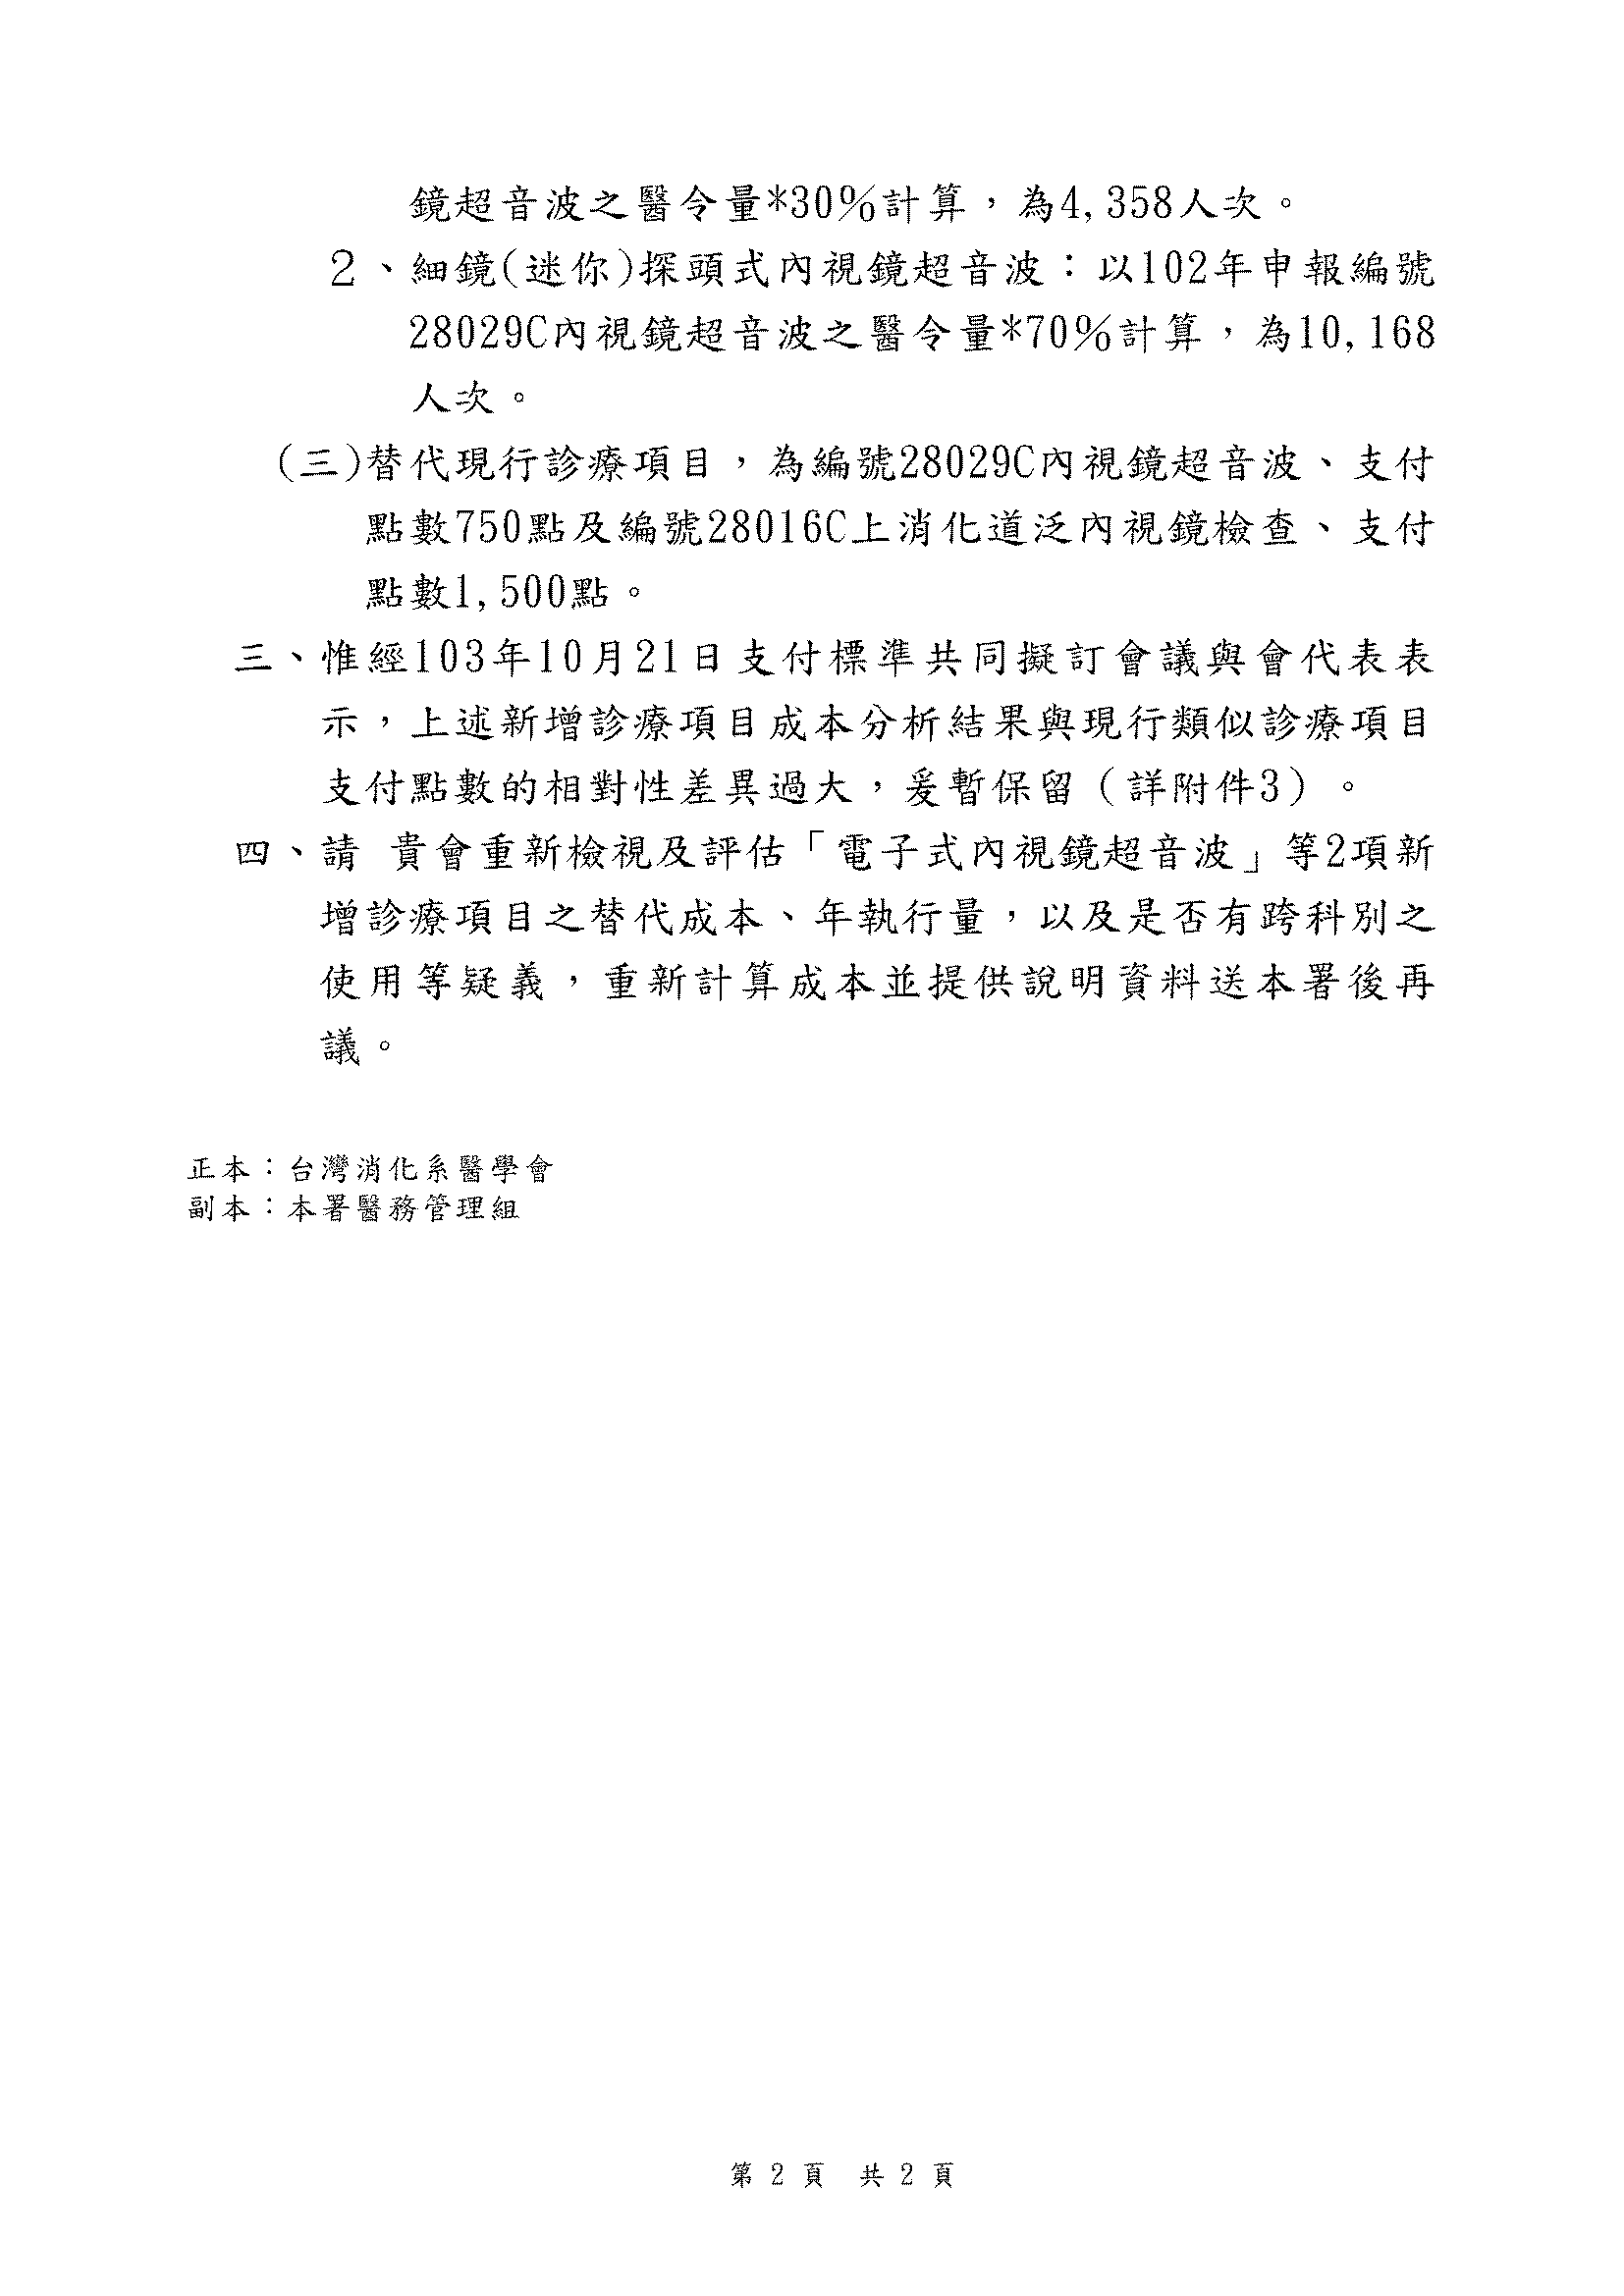 鏡超音波之醫令量*30%計算，為4,358人次。
２、細鏡(迷你)探頭式內視鏡超音波：以102年申報編號
28029C內視鏡超音波之醫令量*70%計算，為10,168
人次。
(三)替代現行診療項目，為編號28029C內視鏡超音波、支付
點數750點及編號28016C上消化道泛內視鏡檢查、支付
點數1,500點。
三、惟經103年10月21日支付標準共同擬訂會議與會代表表
示，上述新增診療項目成本分析結果與現行類似診療項目
支付點數的相對性差異過大，爰暫保留（詳附件3）。
四、請 貴會重新檢視及評估「電子式內視鏡超音波」等2項新
增診療項目之替代成本、年執行量，以及是否有跨科別之
使用等疑義，重新計算成本並提供說明資料送本署後再
議。
正本：台灣消化系醫學會
副本：本署醫務管理組
第 2 頁 共 2 頁